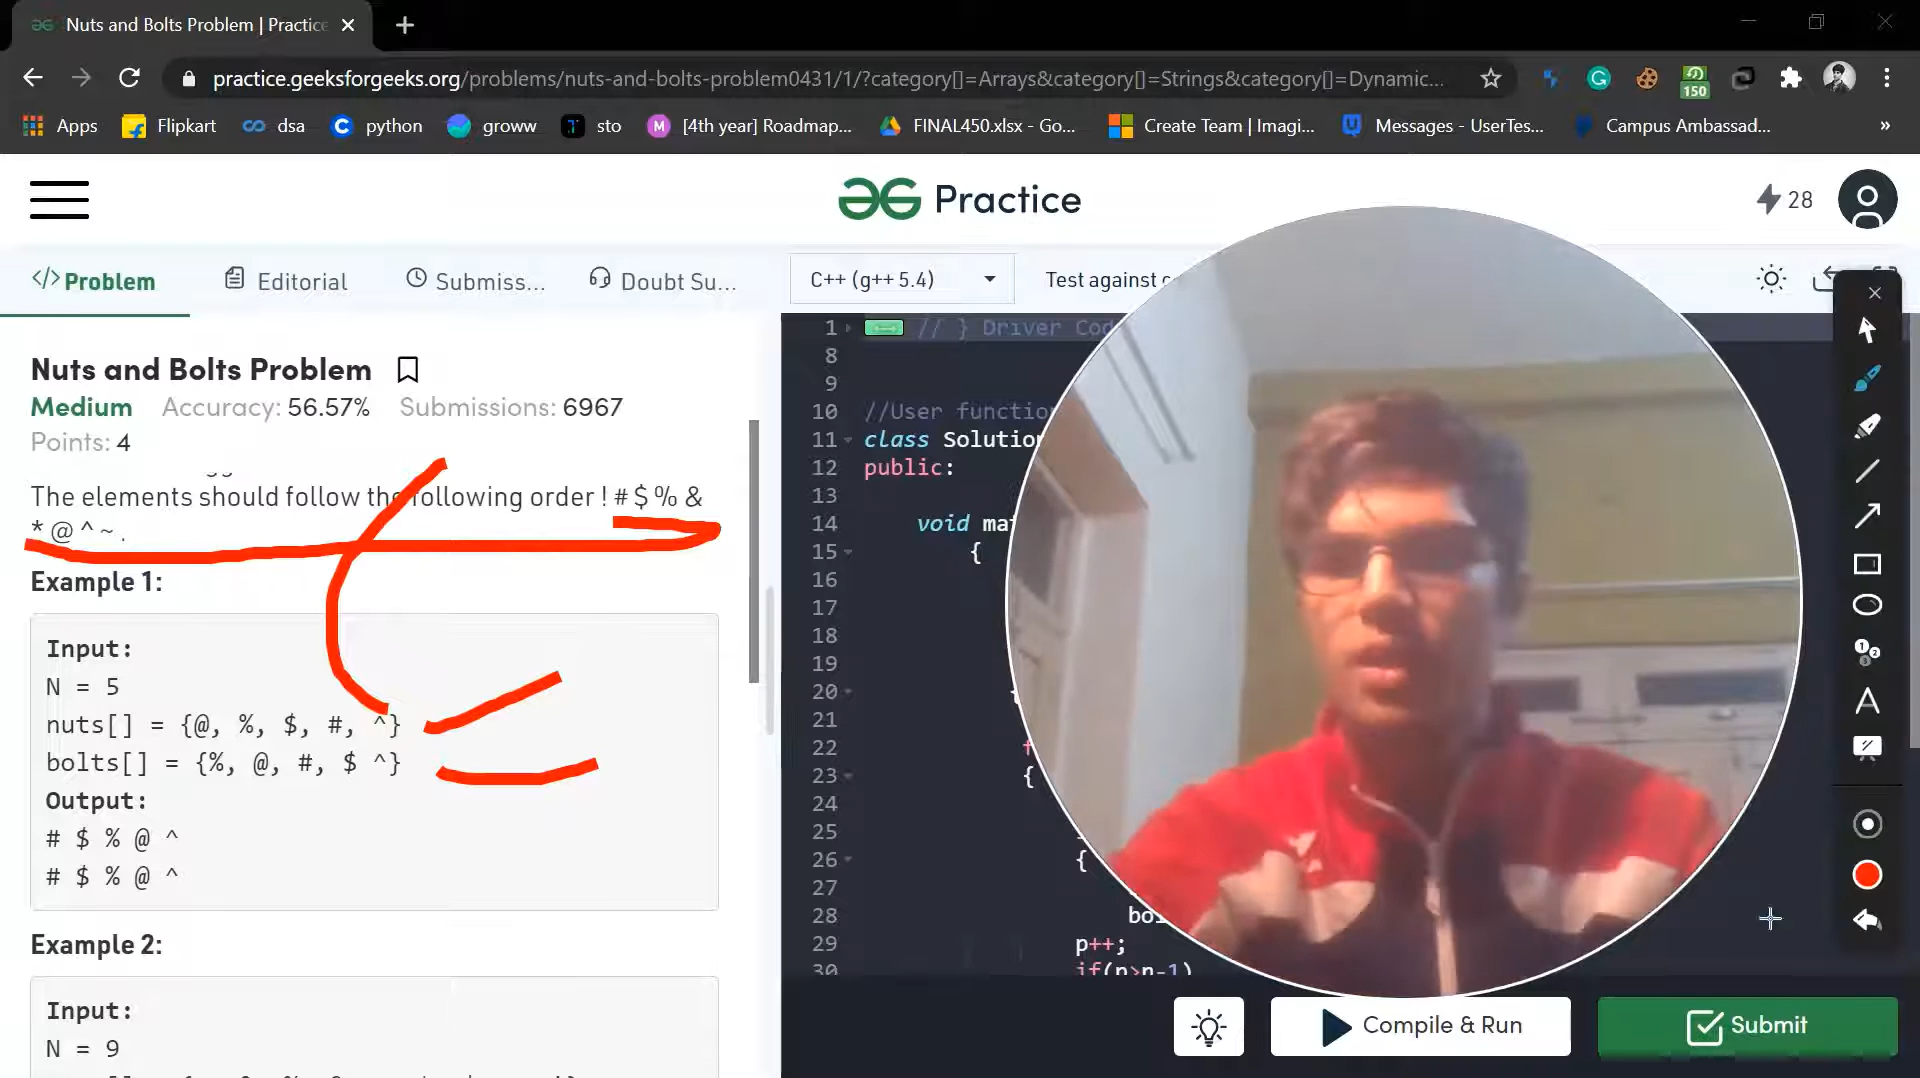 Nuts and Bolts Problem | Practice
practice.geeksforgeeks.org/problems/nuts-and-bolts-problem0431/1/?category[]=Arrays&category[]=Strings&category[]=Dynamic...
150
Apps Flipkart dsa python groww sto [4th year] Roadmap... FINAL450.xlsx - Go... Create Team | Imagi... Messages - UserTes... Campus Ambassad... »
Practice
28
</> Problem Editorial Submiss... Doubt Su...
C++ (g++ 5.4) Test against
Nuts and Bolts Problem
Medium Accuracy: 56.57% Submissions: 6967
Points: 4
The elements should follow the following order ! # $ % &
* @ ^ ~ .
Example 1:
Input:
N = 5
nuts[] = {@, %, $, #, ^}
bolts[] = {%, @, #, $ ^}
Output:
# $ % @ ^
# $ % @ ^
Example 2:
Input:
N = 9
1 // } Driver Cod
8
9
10 //User functio
11 class Solution
12 public:
13
14 void mat
15 {
16
17
18
19
20 {
21
22
23 {
24
25
26 {
27
28 bol
29 p++;
30 if(p>n-1)
Compile & Run
Submit